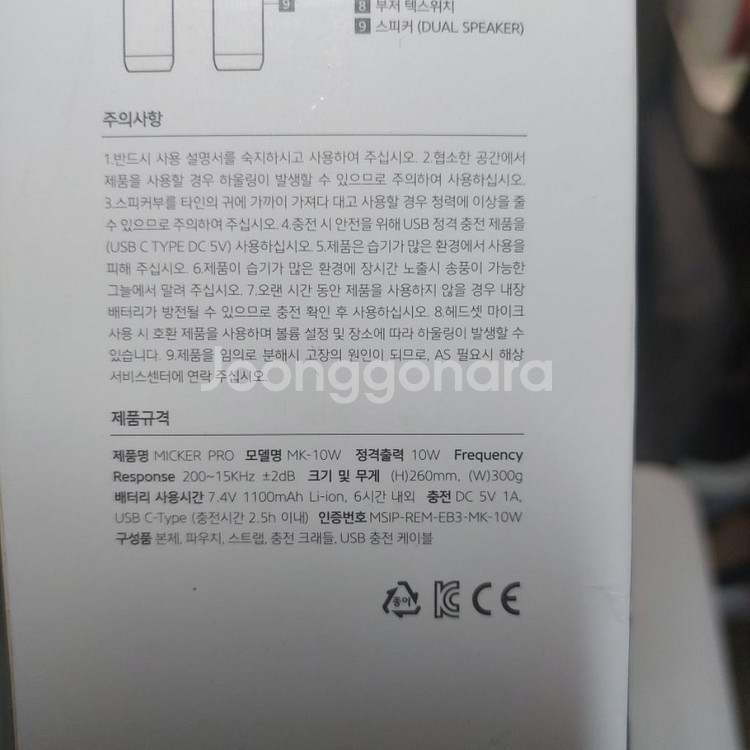 9
8 부저 텍스위치
9 스피커 (DUAL SPEAKER)
주의사항
1.반드시 사용 설명서를 숙지하시고 사용하여 주십시오. 2.협소한 공간에서
제품을 사용할 경우 하울링이 발생할 수 있으므로 주의하여 사용하십시오.
3.스피커부를 타인의 귀에 가까이 가져다 대고 사용할 경우 청력에 이상을 줄
수 있으므로 주의하여 주십시오. 4.충전 시 안전을 위해 USB 정격 충전 제품을
(USB C TYPE DC 5V) 사용하십시오. 5.제품은 습기가 많은 환경에서 사용을
피해 주십시오. 6.제품이 습기가 많은 환경에 장시간 노출시 송풍이 가능한
그늘에서 말려 주십시오. 7.오랜 시간 동안 제품을 사용하지 않을 경우 내장
배터리가 방전될 수 있으므로 충전 확인 후 사용하십시오. 8.헤드셋 마이크
사용 시 호환 제품을 사용하며 볼륨 설정 및 장소에 따라 하울링이 발생할 수
있습니다. 9.제품을 임의로 분해시 고장의 원인이 되므로, AS 필요시 해상
서비스센터에 연락 주십시오.
Joonggonara
제품규격
제품명 MICKER PRO 모델명 MK-10W 정격출력 10W Frequency
Response 200~15KHz ±2dB 크기 및 무게 (H)260mm, (W)300g
배터리 사용시간 7.4V 1100mAh Li-ion, 6시간 내외 충전 DC 5V 1A,
USB C-Type (충전시간 2.5h 이내) 인증번호 MSIP-REM-EB3-MK-10W
구성품 본체, 파우치, 스트랩, 충전 크래들, USB 충전 케이블
종이 KC CE